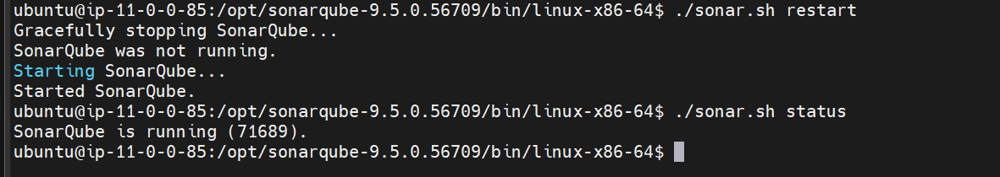 ubuntu@ip-11-0-0-85:/opt/sonarqube-9.5.0.56709/bin/linux-x86-64$ ./sonar.sh restart
Gracefully stopping SonarQube...
SonarQube was not running.
Starting SonarQube...
Started SonarQube.
ubuntu@ip-11-0-0-85:/opt/sonarqube-9.5.0.56709/bin/linux-x86-64$ ./sonar.sh status
SonarQube is running (71689).
ubuntu@ip-11-0-0-85:/opt/sonarqube-9.5.0.56709/bin/linux-x86-64$